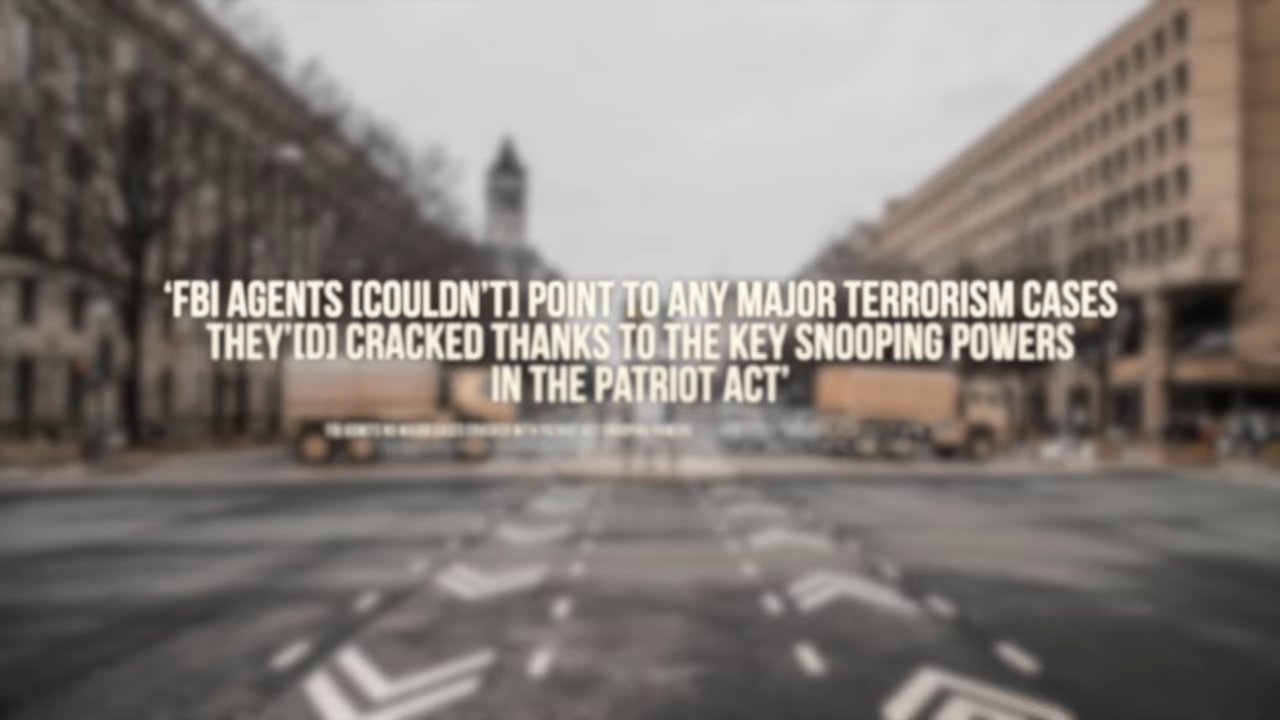 ‘FBI AGENTS [COULDN’T] POINT TO ANY MAJOR TERRORISM CASES
THEY’[D] CRACKED THANKS TO THE KEY SNOOPING POWERS
IN THE PATRIOT ACT’